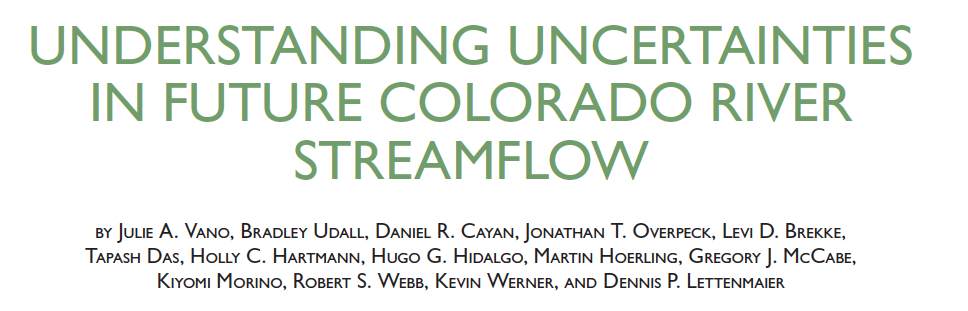 UNDERSTANDING UNCERTAINTIES
IN FUTURE COLORADO RIVER
STREAMFLOW
by Julie A. Vano, Bradley Udall, Daniel R. Cayan, Jonathan T. Overpeck, Levi D. Brekke,
Tapash Das, Holly C. Hartmann, Hugo G. Hidalgo, Martin Hoerling, Gregory J. McCabe,
Kiyomi Morino, Robert S. Webb, Kevin Werner, and Dennis P. Lettenmaier